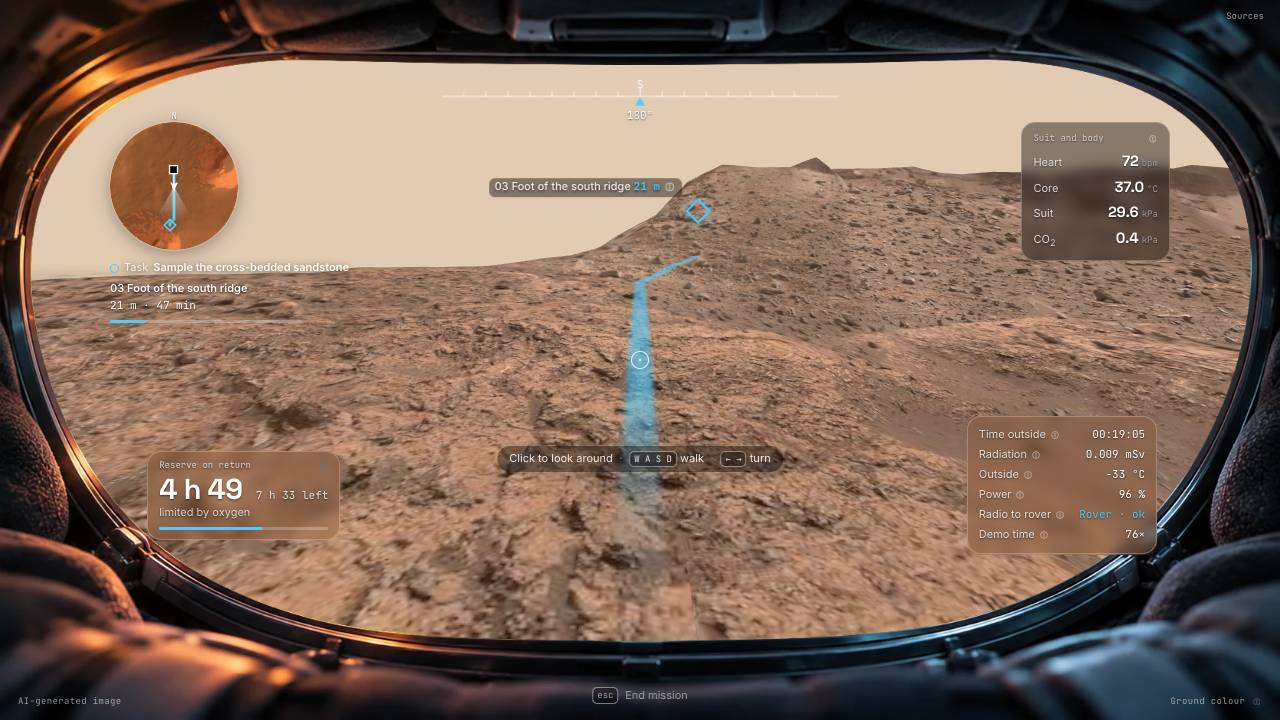 Sources
S
180°
N
Suit and body
Heart 72 bpm
Core 37.0 °C
Suit 29.6 kPa
CO2 0.4 kPa
03 Foot of the south ridge 21 m
Task Sample the cross-bedded sandstone
03 Foot of the south ridge
21 m · 47 min
Click to look around · W A S D walk ← → turn
Reserve on return
4 h 49 7 h 33 left
limited by oxygen
Time outside 00:19:05
Radiation 0.009 mSv
Outside -33 °C
Power 96 %
Radio to rover Rover · ok
Demo time 76×
esc End mission
AI-generated image
Ground colour